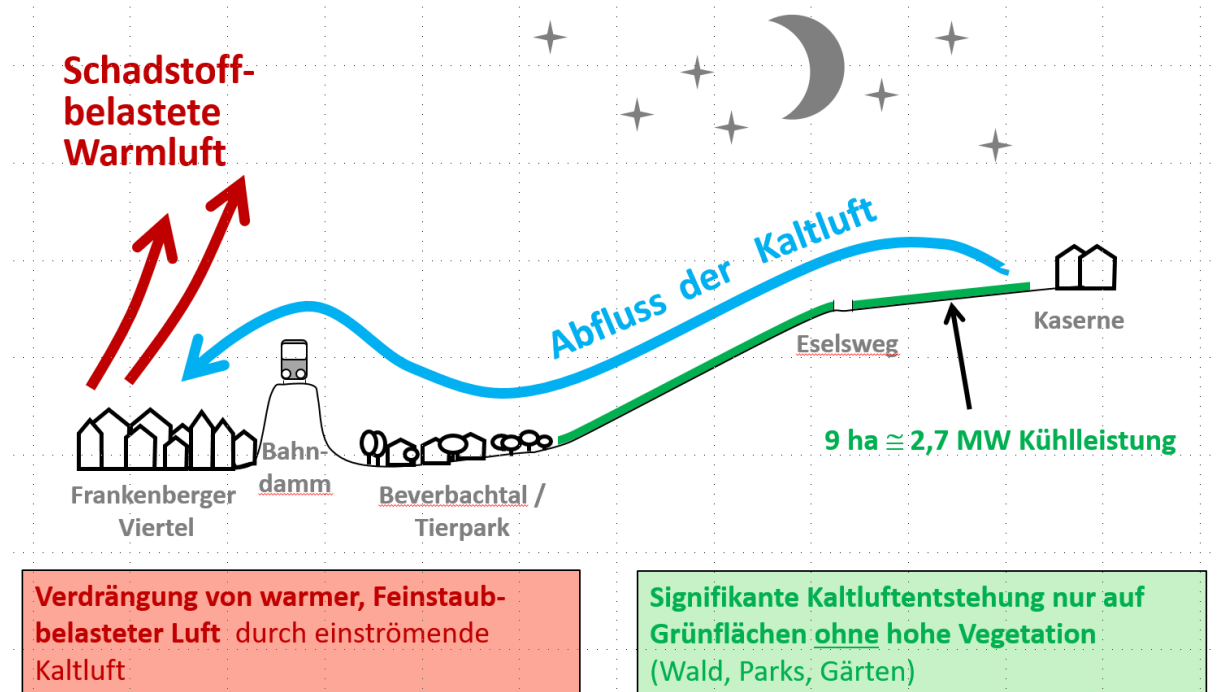 Schadstoff-
belastete
Warmluft
Abfluss der Kaltluft
Kaserne
Eselsweg
9 ha ≅ 2,7 MW Kühlleistung
Bahn-
damm
Frankenberger
Viertel
Beverbachtal /
Tierpark
Verdrängung von warmer, Feinstaub-
belasteter Luft durch einströmende
Kaltluft
Signifikante Kaltluftentstehung nur auf
Grünflächen ohne hohe Vegetation
(Wald, Parks, Gärten)